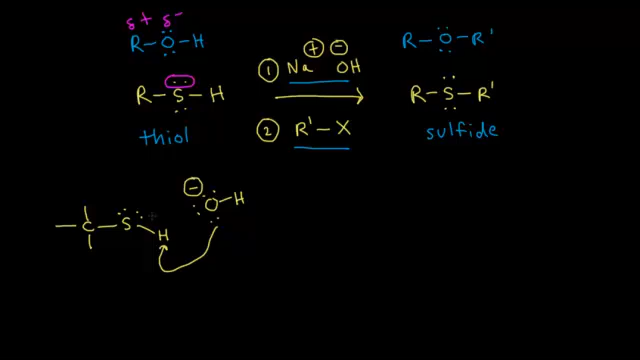 δ+ δ-
R-Ö-H
① Na⊕ OH⊖
R-Ö-R'
R-S-H
R-S-R'
thiol
② R'-X
sulfide
⊖
O-H
-C-S-H